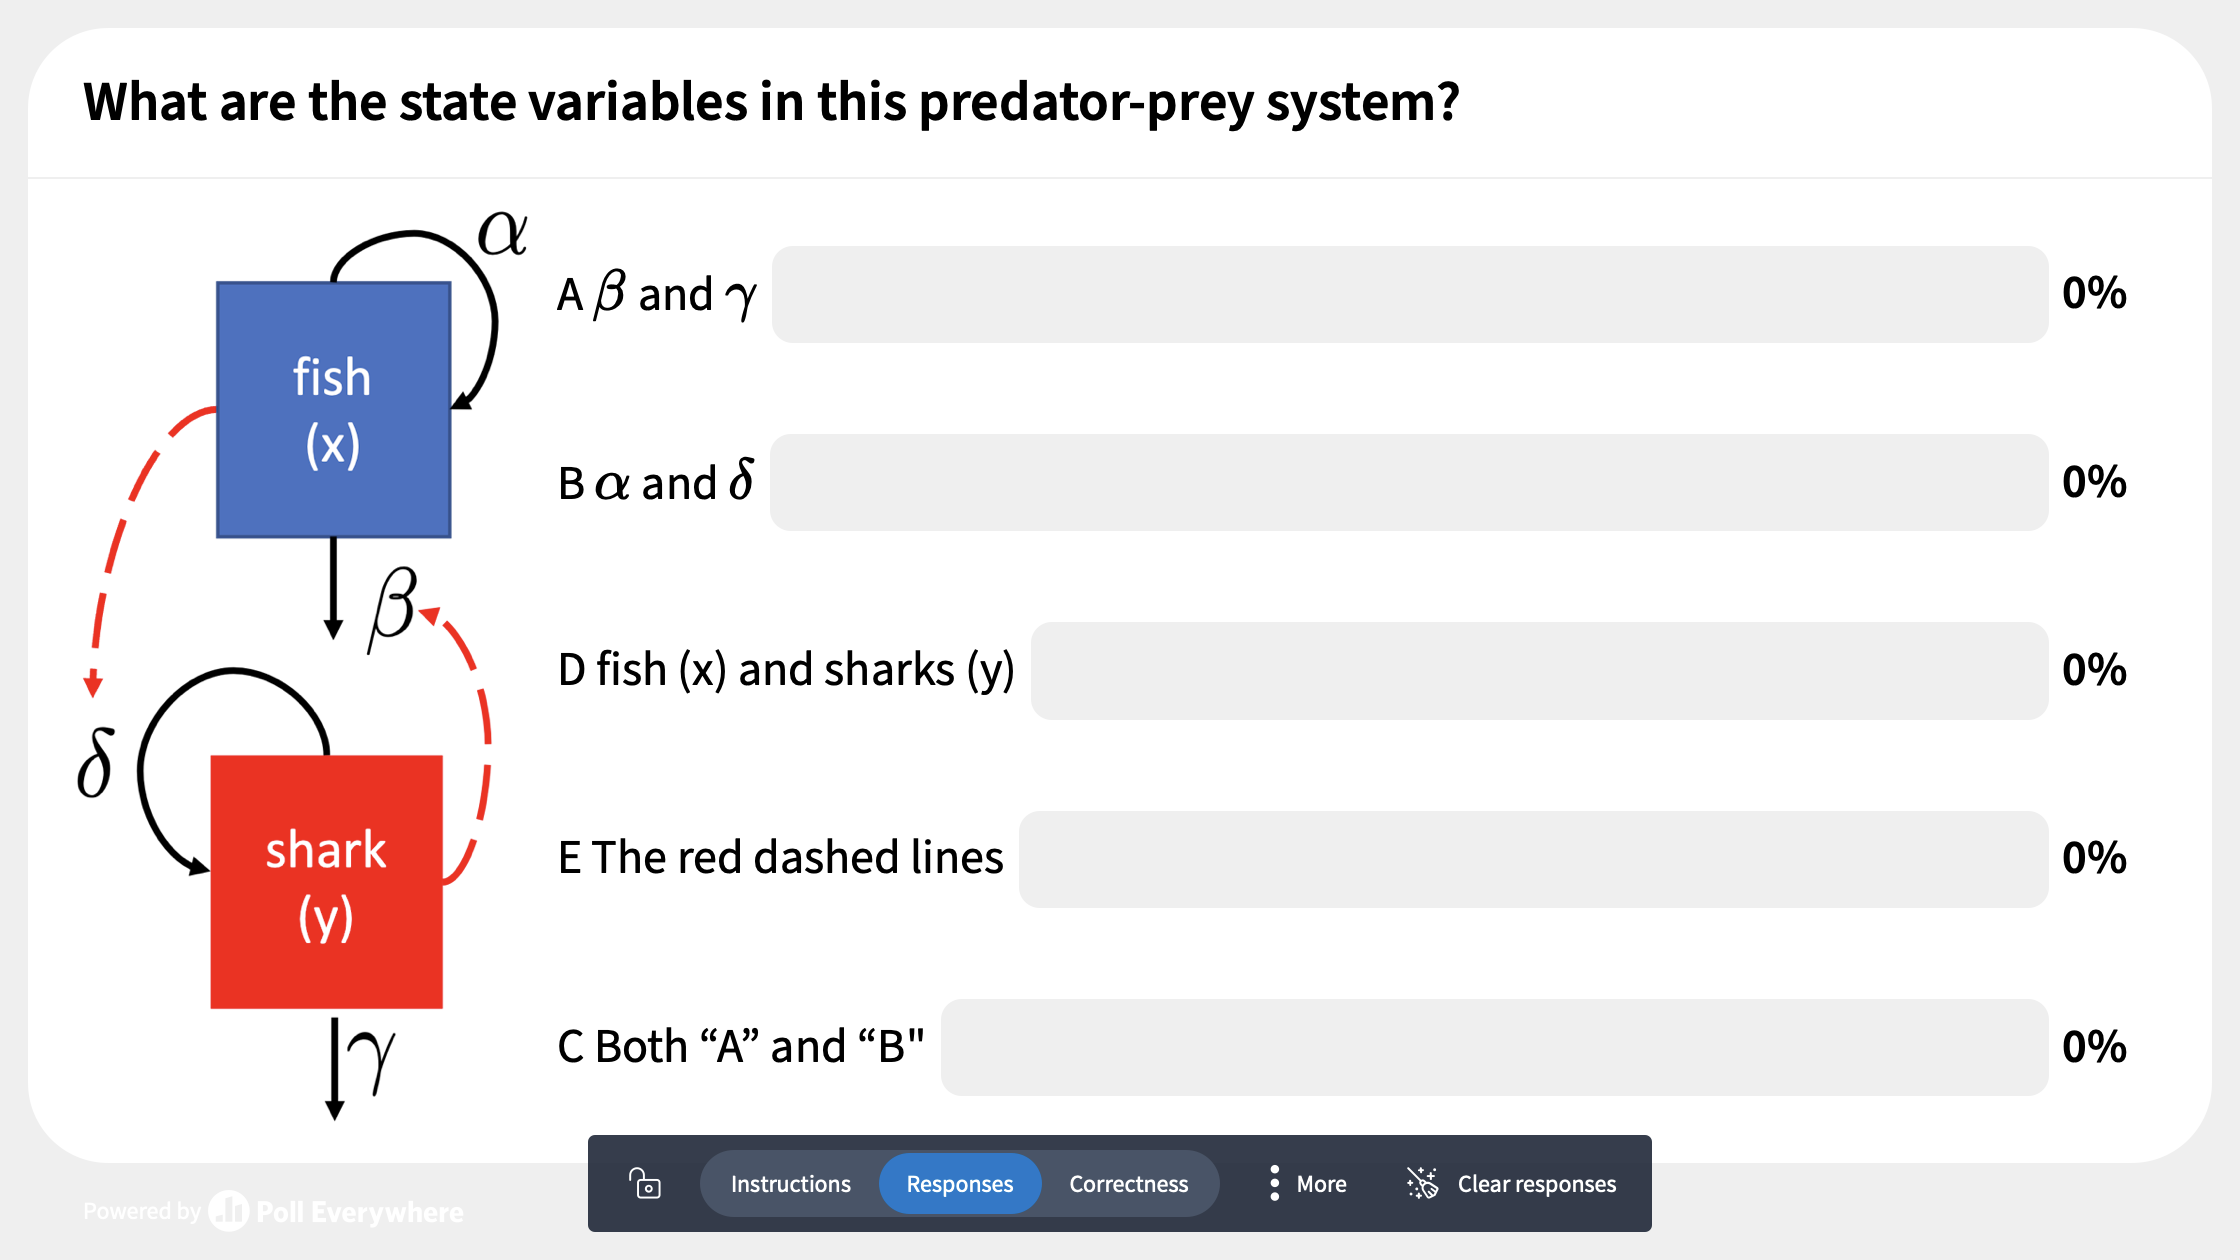 What are the state variables in this predator-prey system?
α
fish
(x)
β
δ
shark
(y)
γ
A β and γ
0%
B α and δ
0%
D fish (x) and sharks (y)
0%
E The red dashed lines
0%
C Both “A” and “B"
0%
Powered by Poll Everywhere
Instructions Responses Correctness More Clear responses